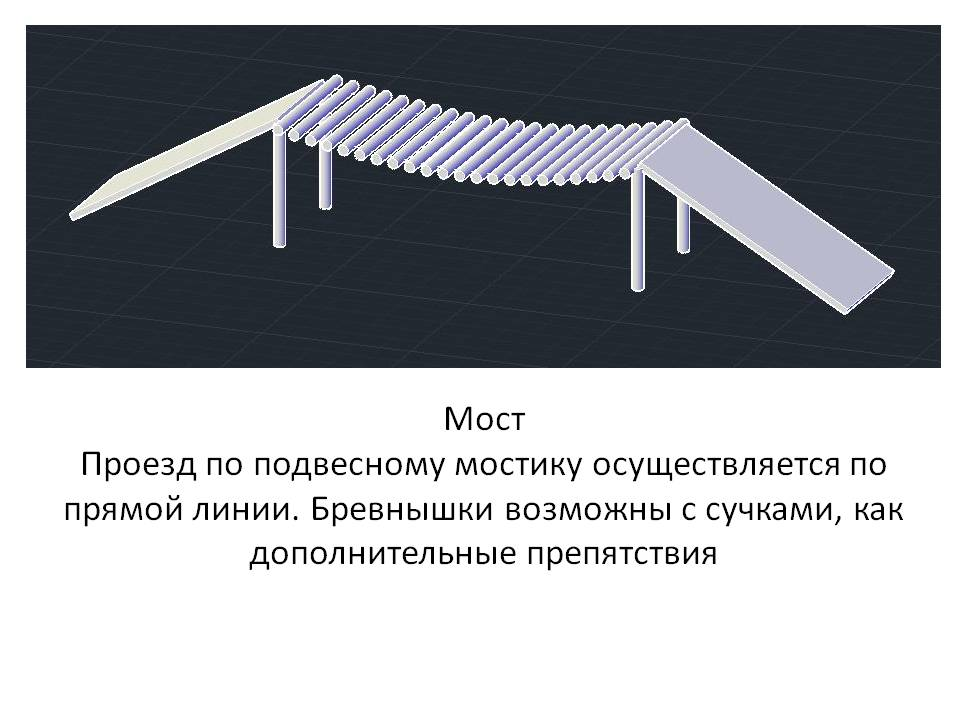 Мост
Проезд по подвесному мостику осуществляется по
прямой линии. Бревнышки возможны с сучками, как
дополнительные препятствия